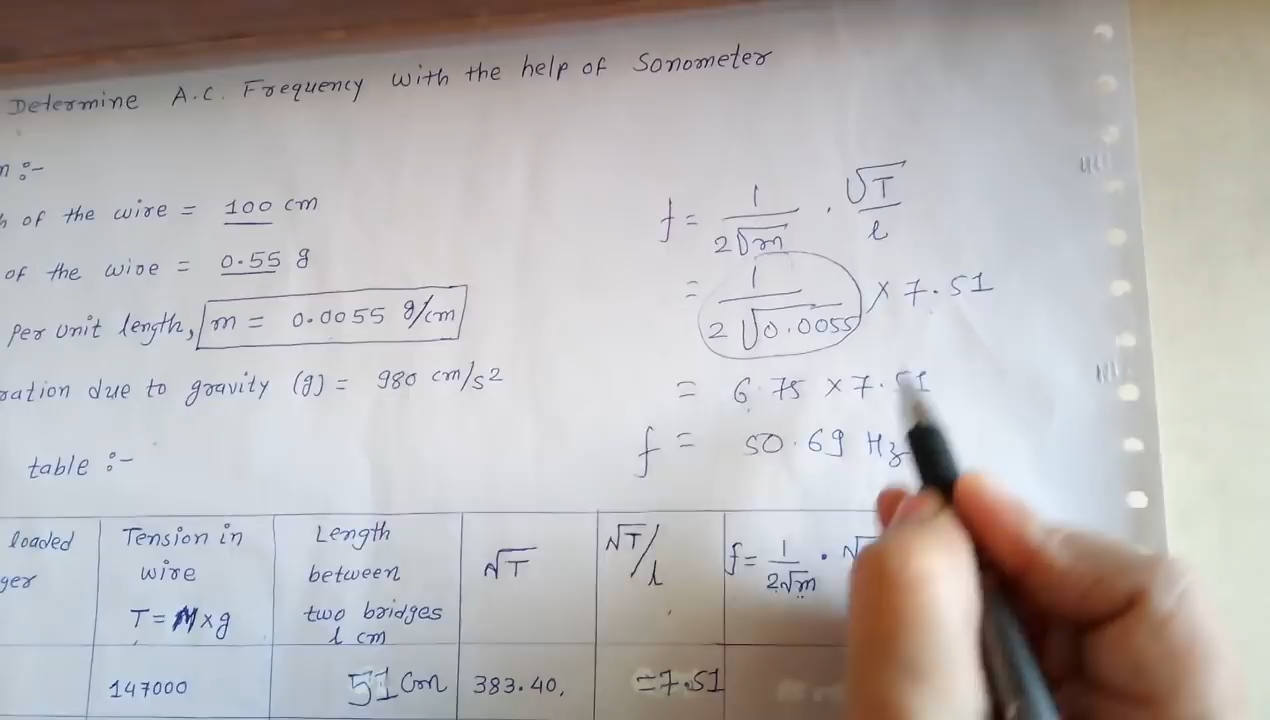 Determine A.C. Frequency with the help of Sonometer
n :-
h of the wire = 100 cm
of the wire = 0.55 g
Per unit length, m = 0.0055 g/cm
ration due to gravity (g) = 980 cm/s2
f = 1/2√m . √T/l
= 1/2√0.0055 × 7.51
= 6.75 × 7.51
f = 50.69 Hz
table :-
loaded
ger
Tension in
wire
T = M×g
Length
between
two bridges
l cm
√T
√T/l
f = 1/2√m . √
147000
51 cm
383.40,
=7.51